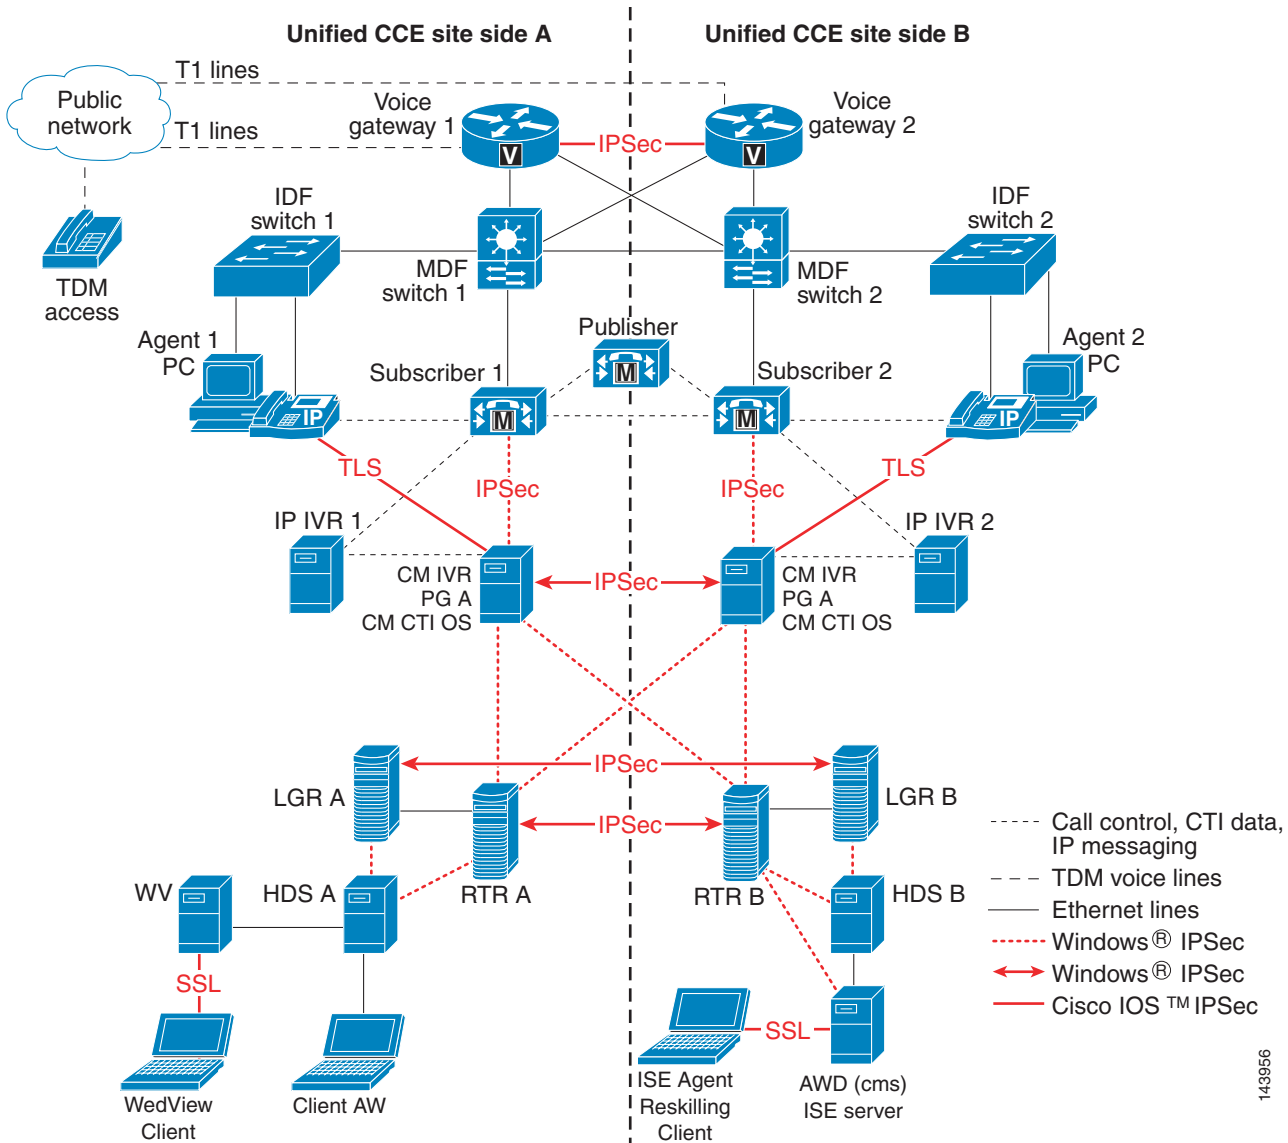 Unified CCE site side A
Unified CCE site side B
T1 lines
Public
network
T1 lines
Voice
gateway 1
Voice
gateway 2
IPSec
V
V
IDF
switch 1
IDF
switch 2
TDM
access
MDF
switch 1
MDF
switch 2
Publisher
Agent 1
PC
Agent 2
PC
Subscriber 1
Subscriber 2
M
M
M
IP
IP
TLS
TLS
IPSec
IPSec
IP IVR 1
IP IVR 2
CM IVR
PG A
CM CTI OS
IPSec
CM IVR
PG A
CM CTI OS
IPSec
LGR A
LGR B
IPSec
RTR A
RTR B
WV
HDS A
HDS B
Call control, CTI data,
IP messaging
TDM voice lines
Ethernet lines
Windows® IPSec
Windows® IPSec
Cisco IOS ™ IPSec
SSL
SSL
WedView
Client
Client AW
ISE Agent
Reskilling
Client
AWD (cms)
ISE server
143956